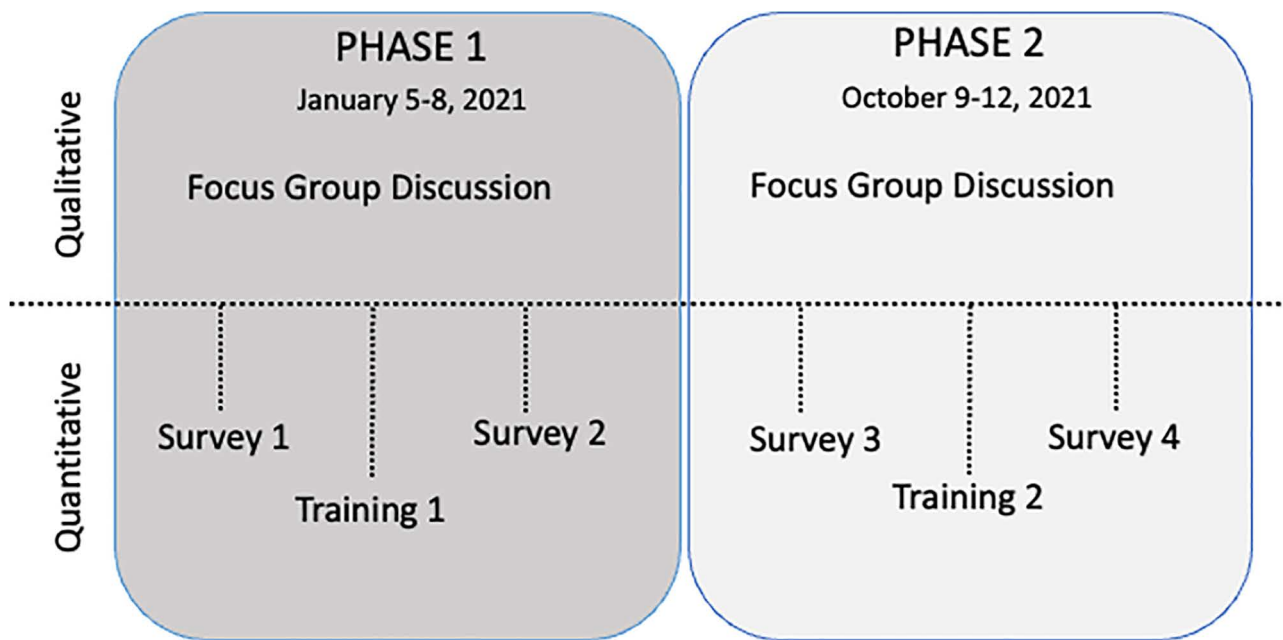 PHASE 1
January 5-8, 2021
Focus Group Discussion
PHASE 2
October 9-12, 2021
Focus Group Discussion
Qualitative
Quantitative
Survey 1
Training 1
Survey 2
Survey 3
Training 2
Survey 4